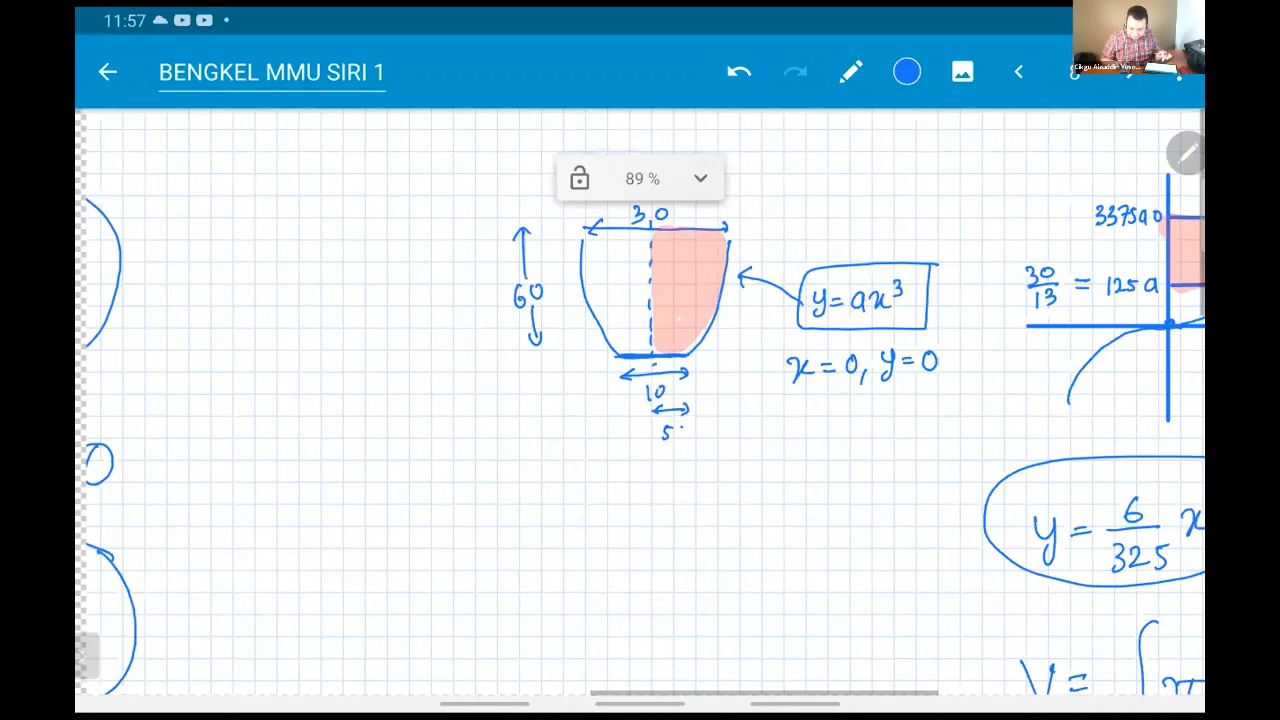 11:57
BENGKEL MMU SIRI 1
89 %
30
60
10
5
y = ax³
x = 0, y = 0
3375a
30/13 = 125a
y = 6/325 x
V =